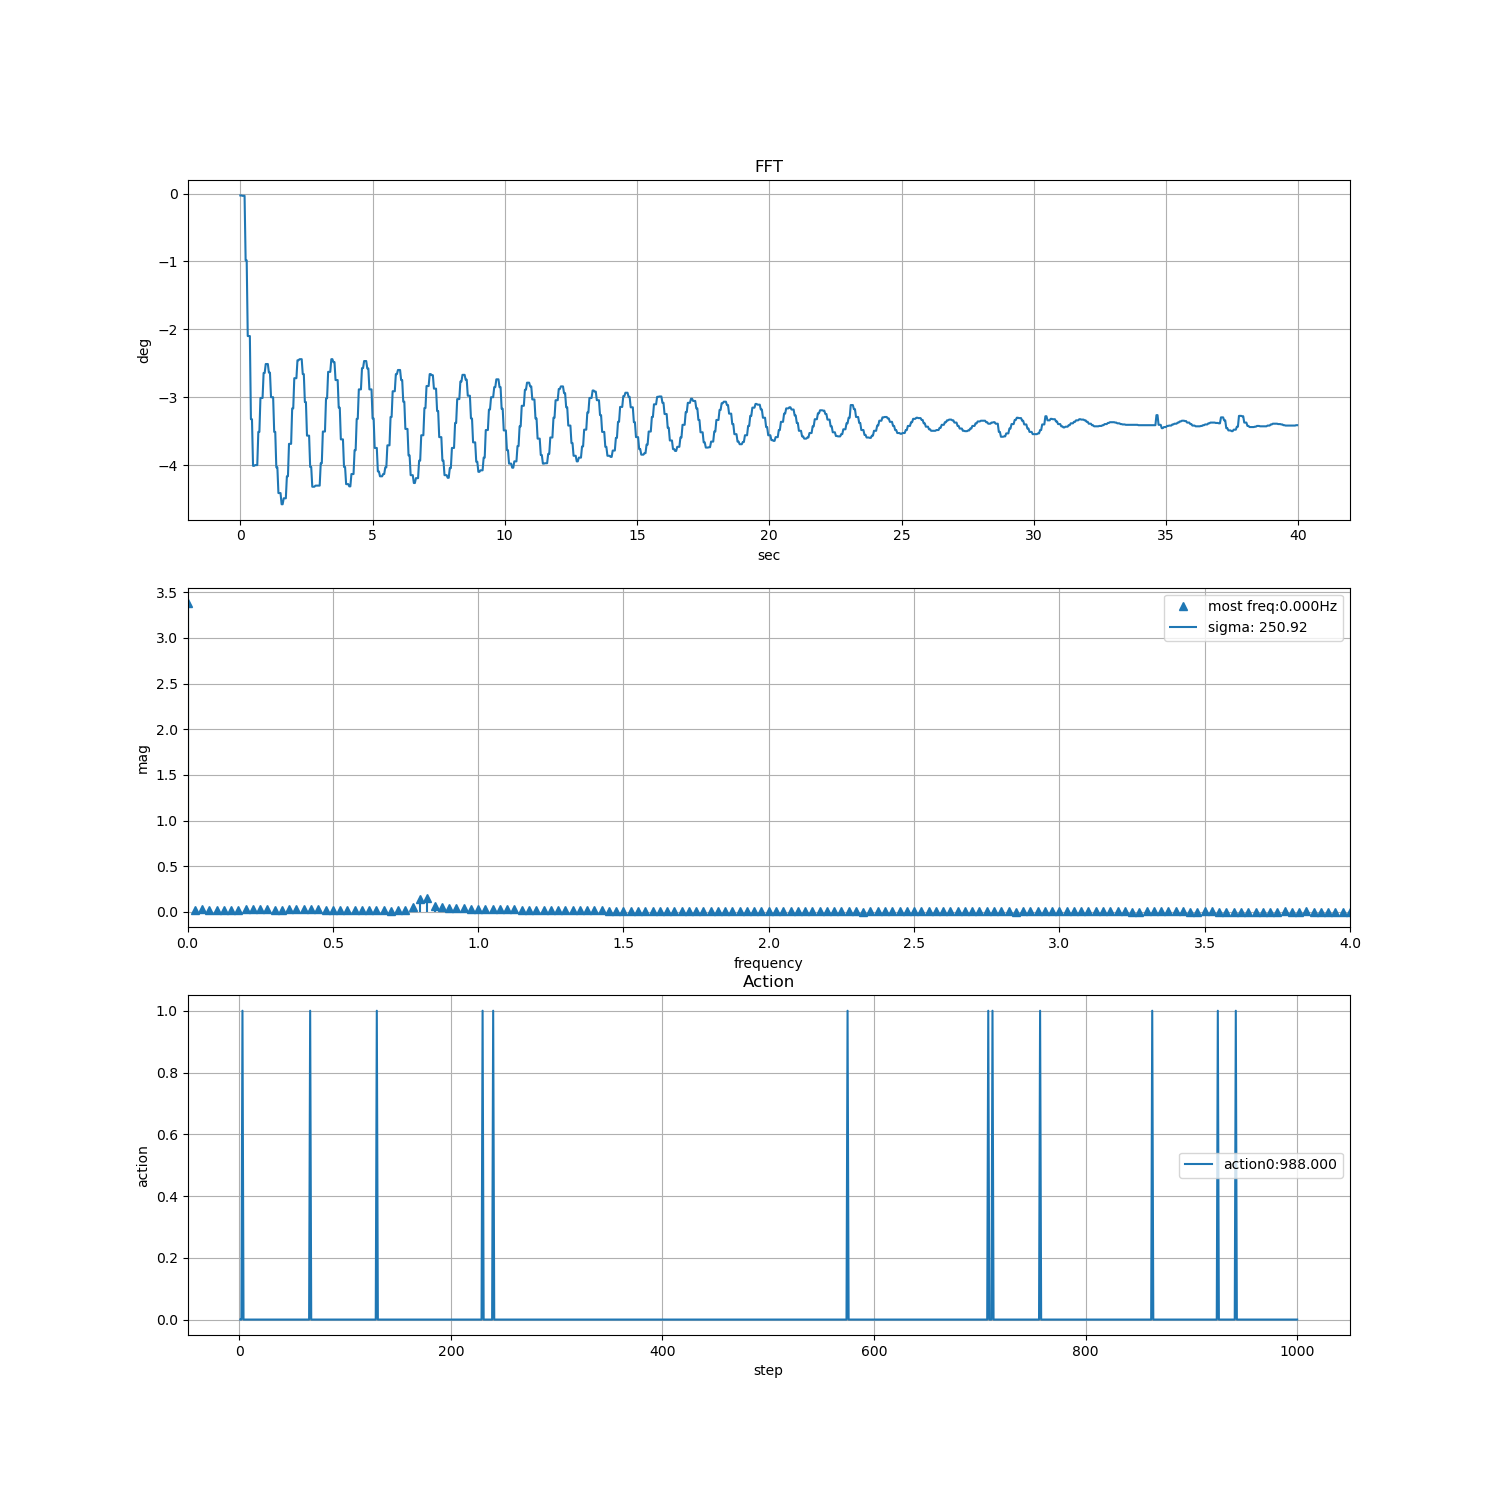 FFT
0
−1
−2
−3
−4
deg
0 5 10 15 20 25 30 35 40
sec
3.5
3.0
2.5
2.0
1.5
1.0
0.5
0.0
mag
most freq:0.000Hz
sigma: 250.92
0.0 0.5 1.0 1.5 2.0 2.5 3.0 3.5 4.0
frequency
Action
1.0
0.8
0.6
0.4
0.2
0.0
action
action0:988.000
0 200 400 600 800 1000
step